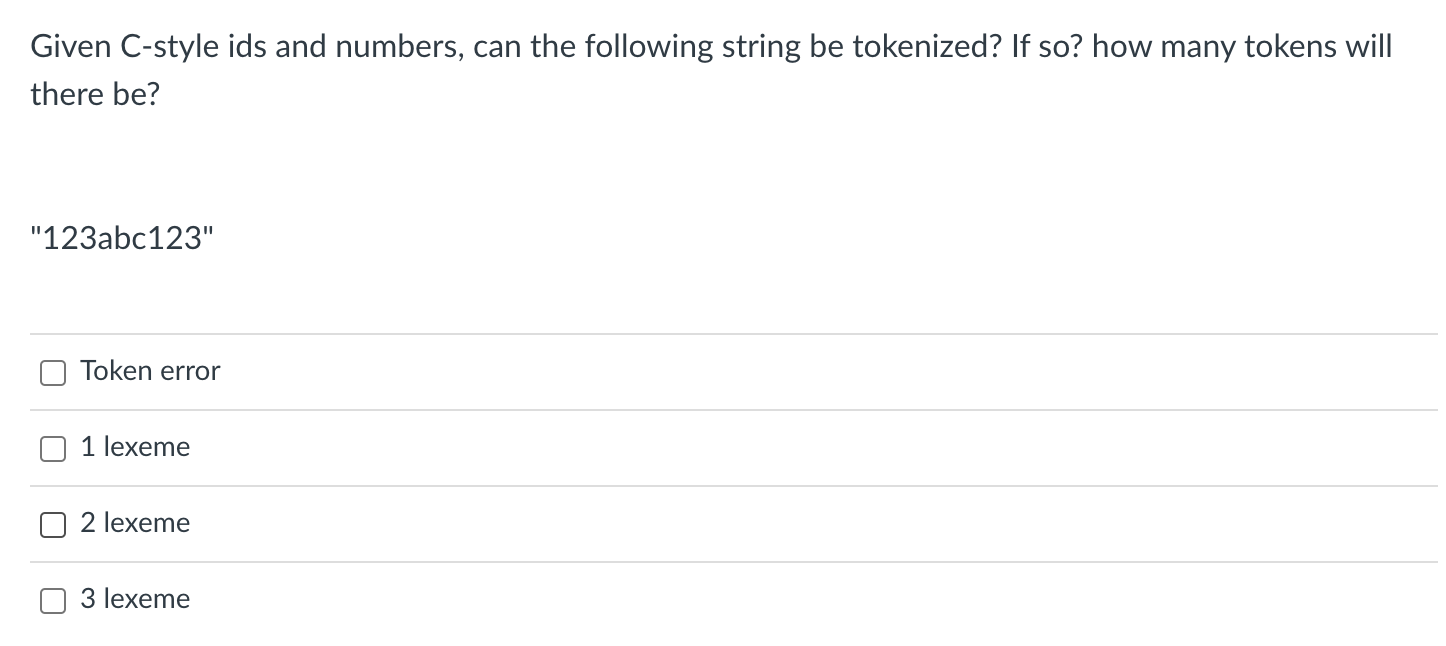 Given C-style ids and numbers, can the following string be tokenized? If so? how many tokens will
there be?
"123abc123"
Token error
1 lexeme
2 lexeme
3 lexeme